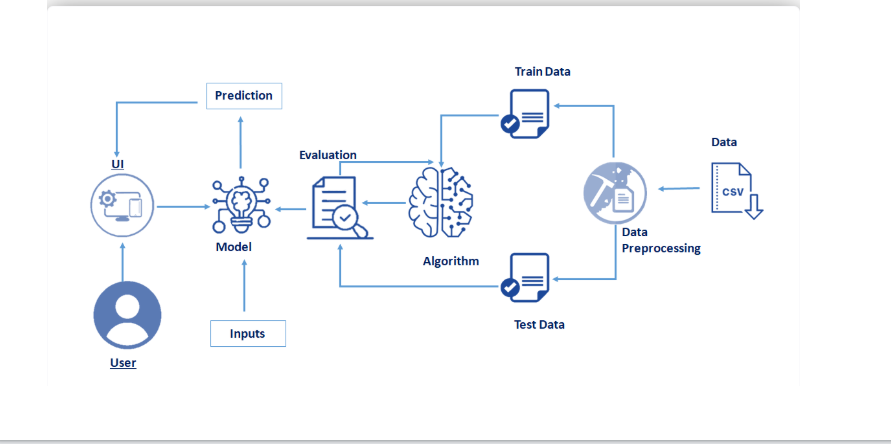 Train Data
Prediction
Data
Evaluation
UI
CSV
Data
Preprocessing
Model
Algorithm
Test Data
Inputs
User